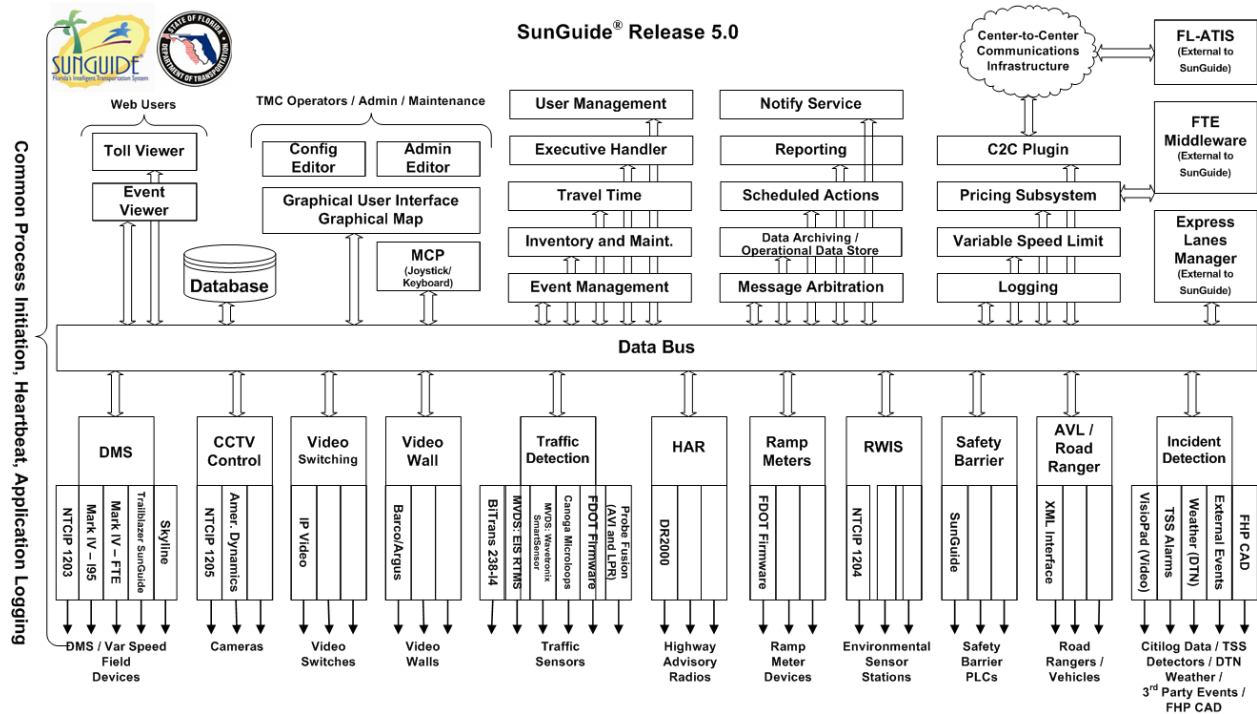 SunGuide® Release 5.0
SUNGUIDE®
Florida's Intelligent Transportation System
STATE OF FLORIDA
DEPARTMENT OF TRANSPORTATION
Common Process Initiation, Heartbeat, Application Logging
Web Users
Toll Viewer
Event
Viewer
TMC Operators / Admin / Maintenance
Config
Editor
Admin
Editor
Graphical User Interface
Graphical Map
Database
MCP
(Joystick/
Keyboard)
User Management
Executive Handler
Travel Time
Inventory and Maint.
Event Management
Notify Service
Reporting
Scheduled Actions
Data Archiving /
Operational Data Store
Message Arbitration
Center-to-Center
Communications
Infrastructure
C2C Plugin
Pricing Subsystem
Variable Speed Limit
Logging
FL-ATIS
(External to
SunGuide)
FTE
Middleware
(External to
SunGuide)
Express
Lanes
Manager
(External to
SunGuide)
Data Bus
DMS
NTCIP 1203
Mark IV – I95
Mark IV – FTE
Trailblazer SunGuide
Skyline
DMS / Var Speed
Field
Devices
CCTV
Control
NTCIP 1205
Amer. Dynamics
Cameras
Video
Switching
IP Video
Video
Switches
Video
Wall
Barco/Argus
Video
Walls
Traffic
Detection
BiTrans 238-I4
MVDS: EIS RTMS
MVDS: Wavetronix
SmartSensor
Canoga Microloops
FDOT Firmware
Probe Fusion
(AVI and LPR)
Traffic
Sensors
HAR
DR2000
Highway
Advisory
Radios
Ramp
Meters
FDOT Firmware
Ramp
Meter
Devices
RWIS
NTCIP 1204
Environmental
Sensor
Stations
Safety
Barrier
SunGuide
Safety
Barrier
PLCs
AVL /
Road
Ranger
XML Interface
Road
Rangers /
Vehicles
Incident
Detection
VisioPad (Video)
TSS Alarms
Weather (DTN)
External Events
FHP CAD
Citilog Data / TSS
Detectors / DTN
Weather /
3rd Party Events /
FHP CAD